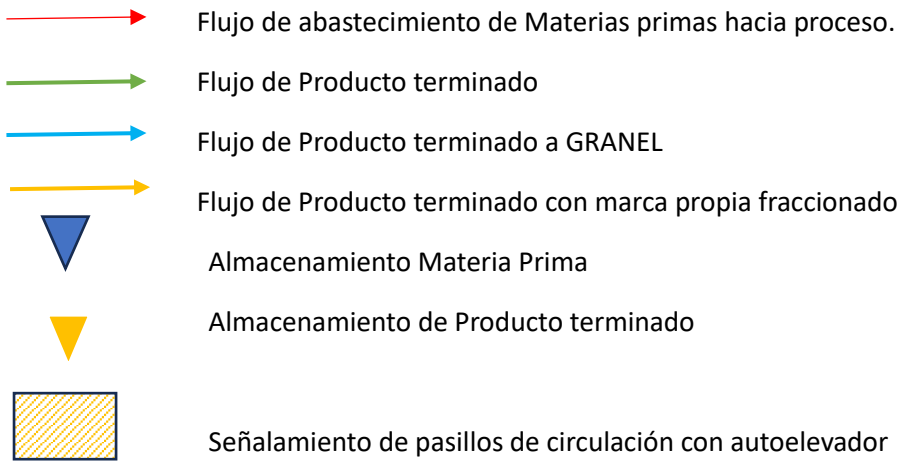 Flujo de abastecimiento de Materias primas hacia proceso.
Flujo de Producto terminado
Flujo de Producto terminado a GRANEL
Flujo de Producto terminado con marca propia fraccionado
Almacenamiento Materia Prima
Almacenamiento de Producto terminado
Señalamiento de pasillos de circulación con autoelevador